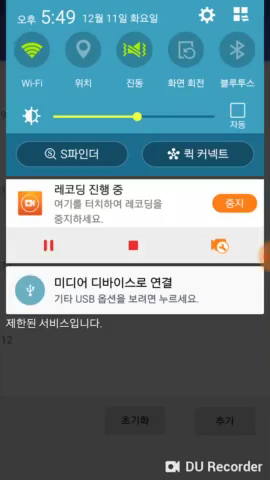 오후 5:49 12월 11일 화요일
Wi-Fi 위치 진동 화면 회전 블루투스
자동
S파인더 퀵 커넥트
레코딩 진행 중
여기를 터치하여 레코딩을
중지하세요.
중지
미디어 디바이스로 연결
기타 USB 옵션을 보려면 누르세요.
제한된 서비스입니다.
12
초기화 추가
DU Recorder